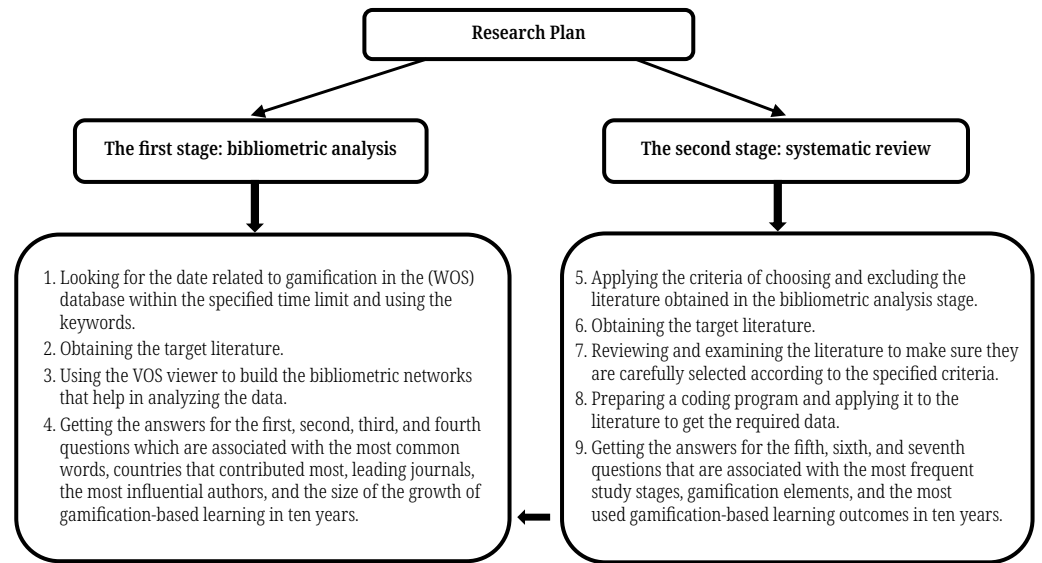 Research Plan
The first stage: bibliometric analysis
The second stage: systematic review
1. Looking for the date related to gamification in the (WOS)
database within the specified time limit and using the
keywords.
2. Obtaining the target literature.
3. Using the VOS viewer to build the bibliometric networks
that help in analyzing the data.
4. Getting the answers for the first, second, third, and fourth
questions which are associated with the most common
words, countries that contributed most, leading journals,
the most influential authors, and the size of the growth of
gamification-based learning in ten years.
5. Applying the criteria of choosing and excluding the
literature obtained in the bibliometric analysis stage.
6. Obtaining the target literature.
7. Reviewing and examining the literature to make sure they
are carefully selected according to the specified criteria.
8. Preparing a coding program and applying it to the
literature to get the required data.
9. Getting the answers for the fifth, sixth, and seventh
questions that are associated with the most frequent
study stages, gamification elements, and the most
used gamification-based learning outcomes in ten years.